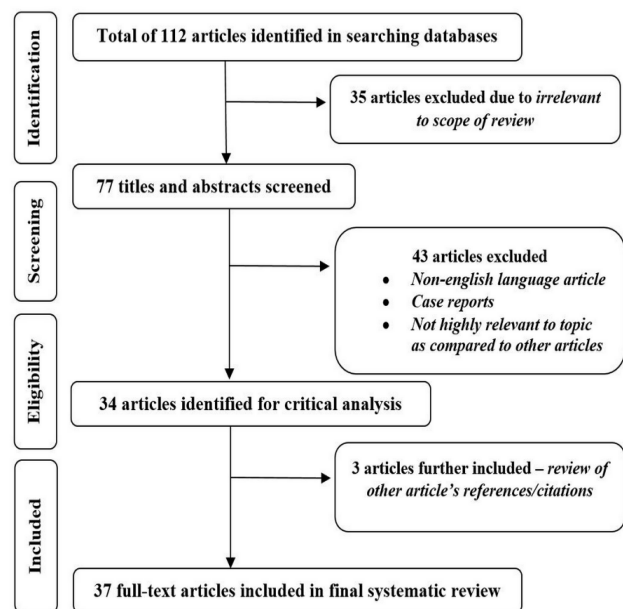 Identification
Total of 112 articles identified in searching databases
35 articles excluded due to irrelevant
to scope of review
77 titles and abstracts screened
Screening
43 articles excluded
• Non-english language article
• Case reports
• Not highly relevant to topic
as compared to other articles
Eligibility
34 articles identified for critical analysis
3 articles further included – review of
other article's references/citations
Included
37 full-text articles included in final systematic review